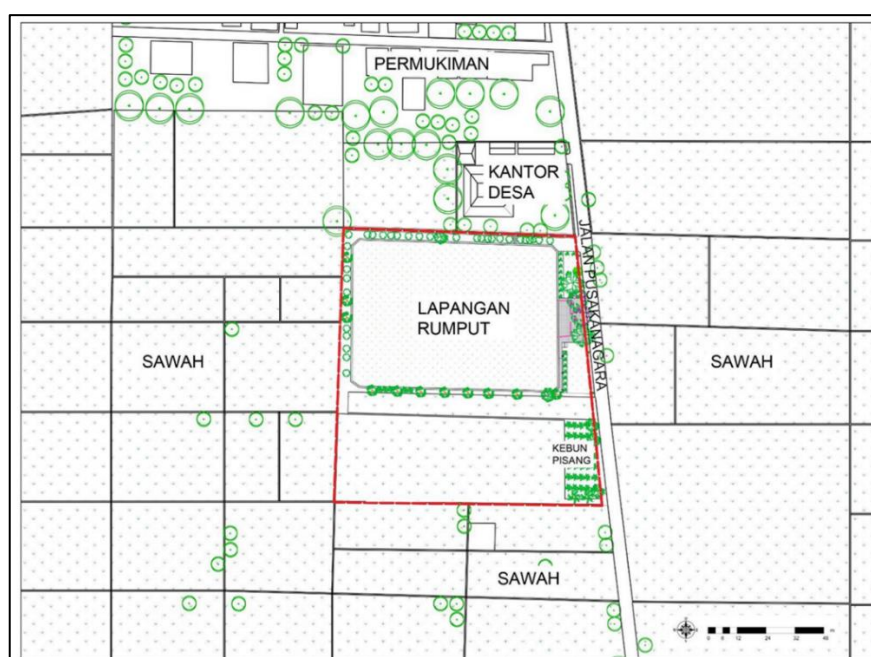 PERMUKIMAN
KANTOR
DESA
JALAN PUSAKANAGARA
LAPANGAN
RUMPUT
SAWAH
SAWAH
KEBUN
PISANG
SAWAH